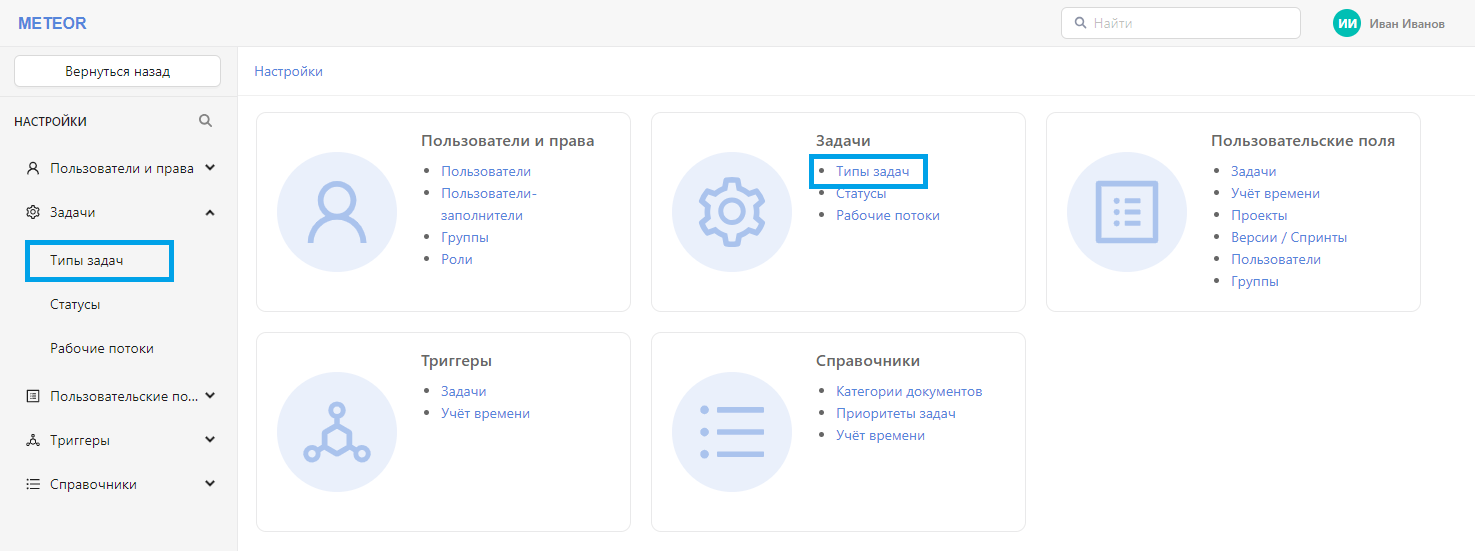 METEOR
Найти
ИИ
Иван Иванов
Вернуться назад
НАСТРОЙКИ
Пользователи и права
Задачи
Типы задач
Статусы
Рабочие потоки
Пользовательские по...
Триггеры
Справочники
Настройки
Пользователи и права
Пользователи
Пользователи-
заполнители
Группы
Роли
Задачи
Типы задач
Статусы
Рабочие потоки
Пользовательские поля
Задачи
Учёт времени
Проекты
Версии / Спринты
Пользователи
Группы
Триггеры
Задачи
Учёт времени
Справочники
Категории документов
Приоритеты задач
Учёт времени